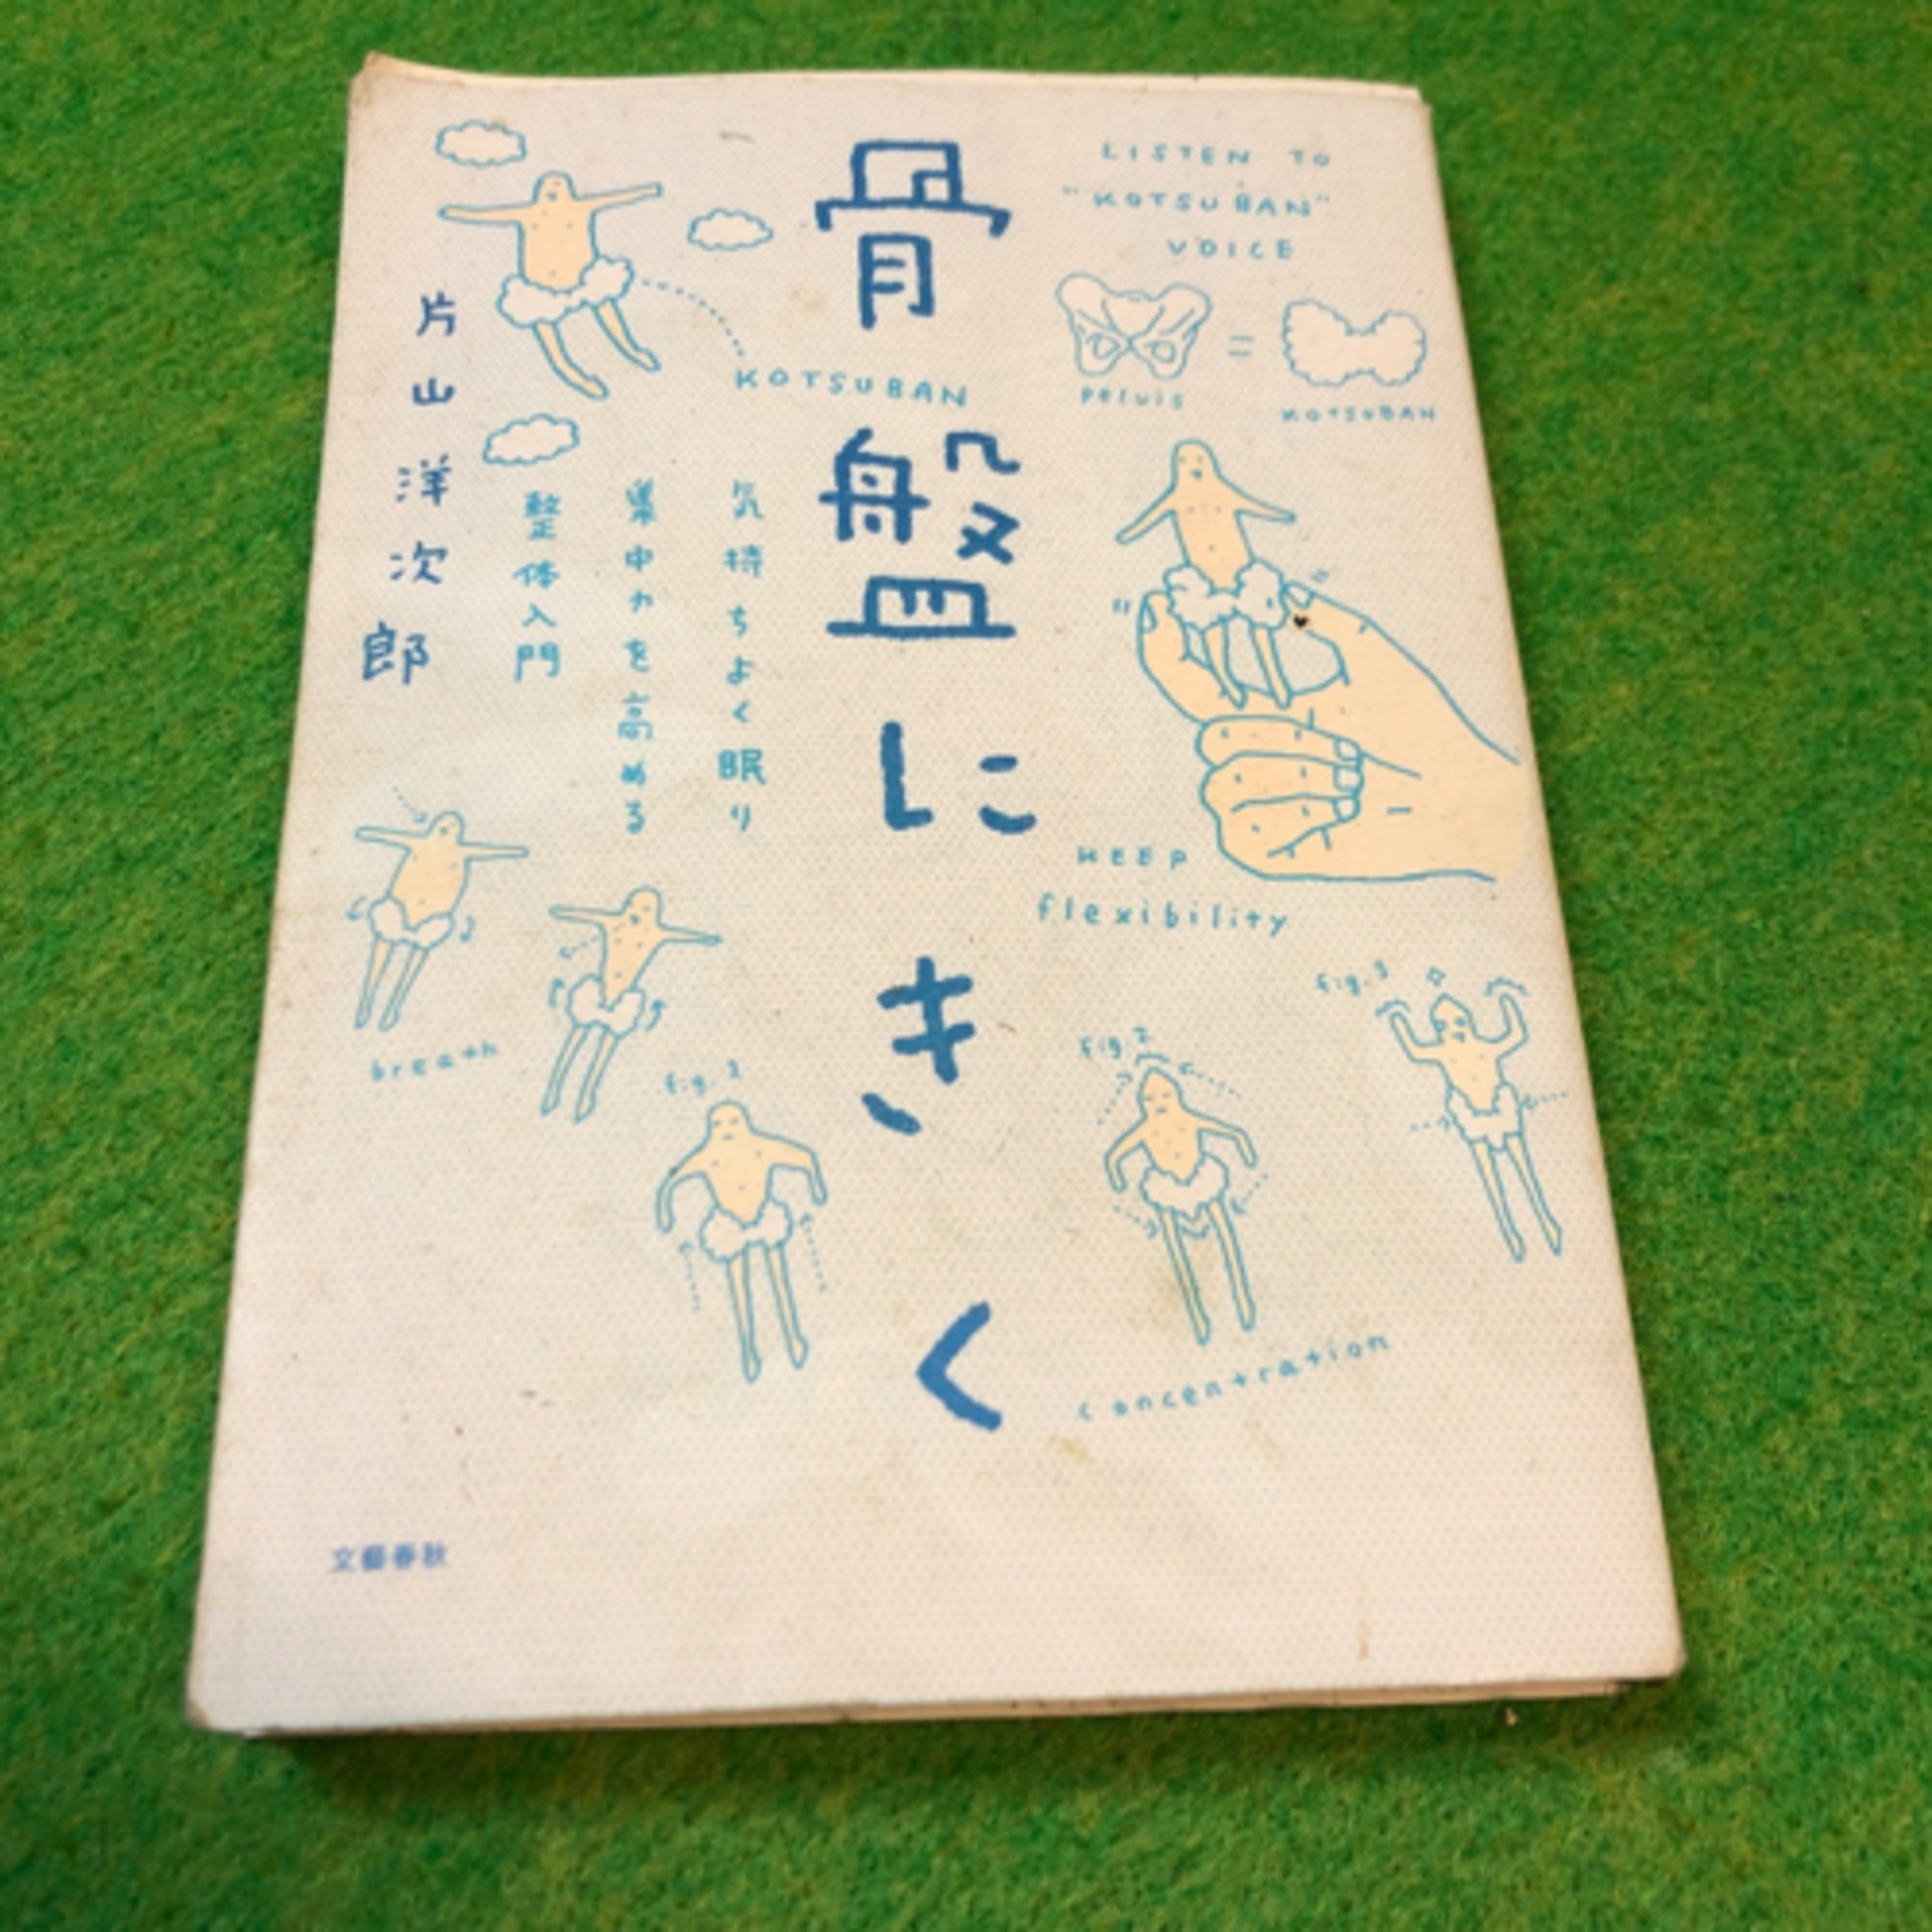 LISTEN TO
"KOTSUBAN"
VOICE
骨盤にきく
pelvis
=
KOTSUBAN
KOTSUBAN
気持ちよく眠り
集中力を高める
整体入門
片山洋次郎
KEEP
flexibility
breath
fig. 1
fig. 2
fig. 3
concentration
文藝春秋